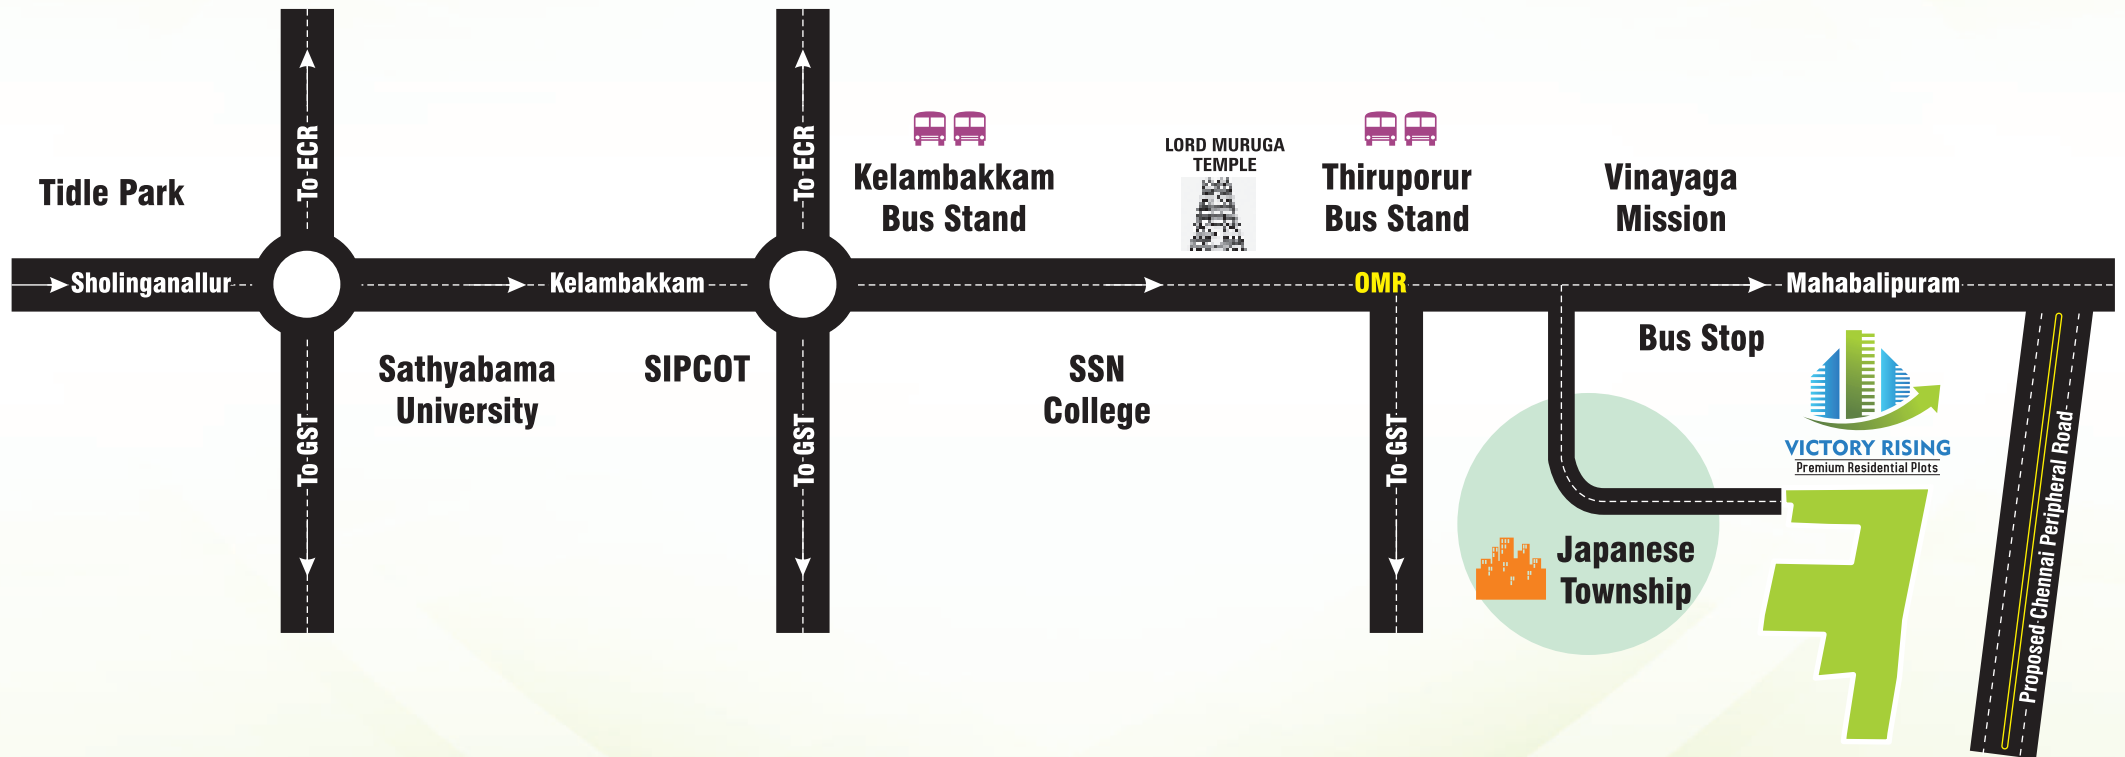 Tidle Park
To ECR
To ECR
Kelambakkam
Bus Stand
LORD MURUGA
TEMPLE
Thiruporur
Bus Stand
Vinayaga
Mission
Sholinganallur
Kelambakkam
OMR
Mahabalipuram
Sathyabama
University
SIPCOT
SSN
College
Bus Stop
To GST
To GST
To GST
VICTORY RISING
Premium Residential Plots
Japanese
Township
Proposed Chennai Peripheral Road